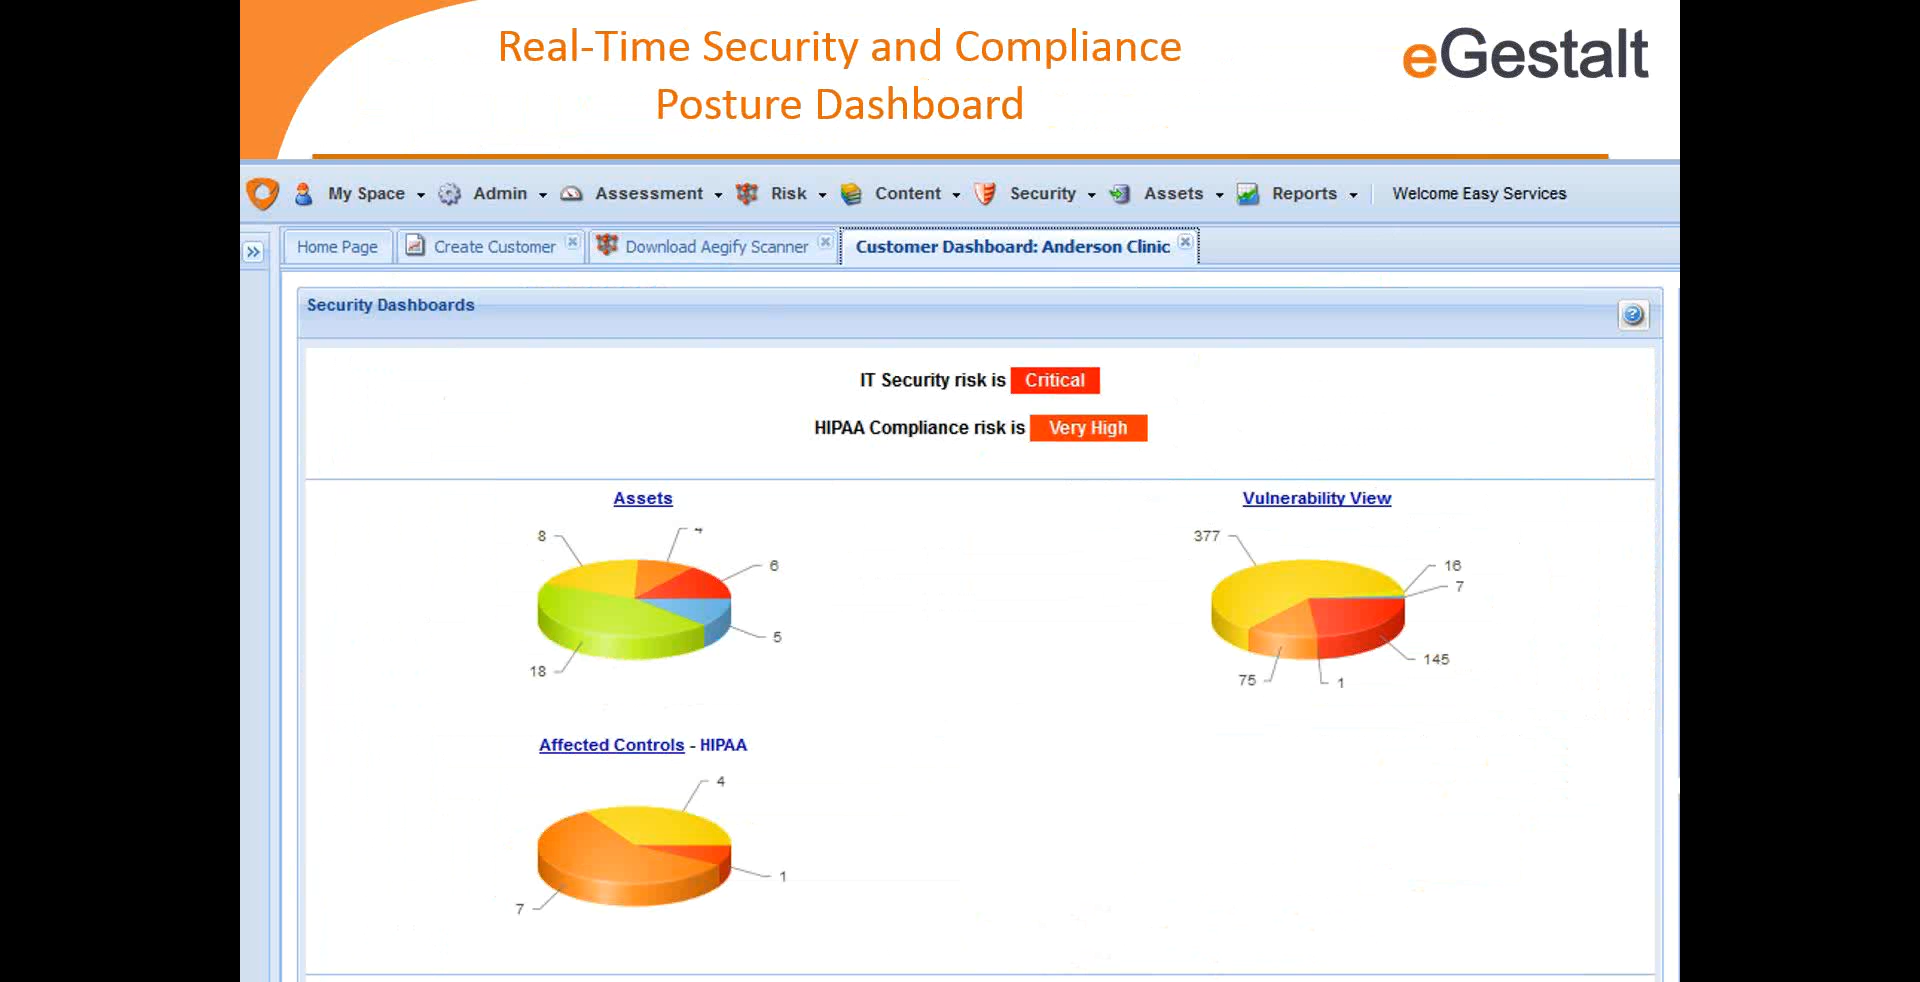 Real-Time Security and Compliance
Posture Dashboard
eGestalt
My Space Admin Assessment Risk Content Security Assets Reports Welcome Easy Services
Home Page Create Customer Download Aegify Scanner Customer Dashboard: Anderson Clinic
Security Dashboards
IT Security risk is Critical
HIPAA Compliance risk is Very High
Assets
8
4
6
5
18
Vulnerability View
377
16
7
145
75
1
Affected Controls - HIPAA
4
1
7